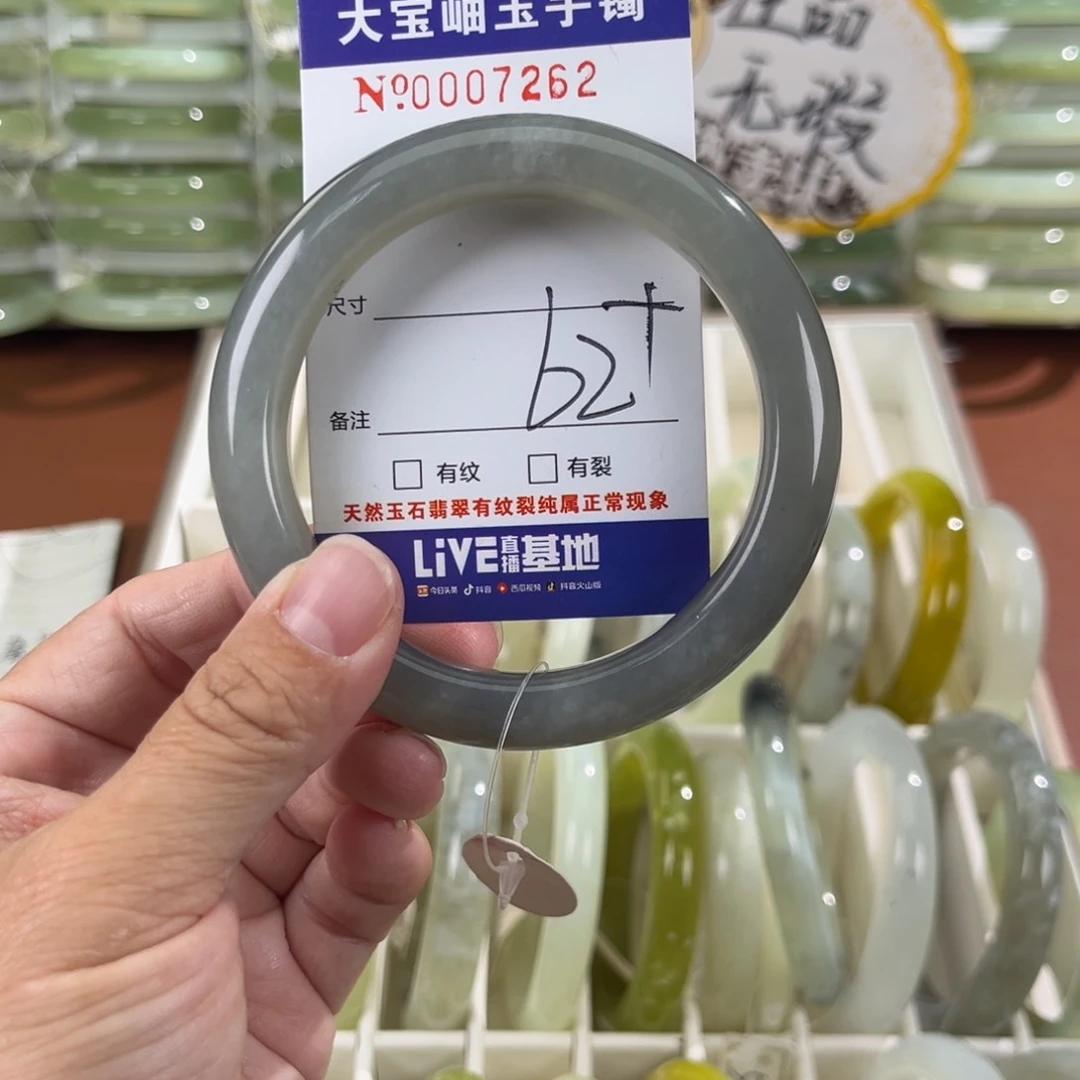 大宝岫玉手镯
№0007262
无瑕
尺寸
62+
备注
□ 有纹 □ 有裂
天然玉石翡翠有纹裂纯属正常现象
LiVE直播基地
今日头条 抖音 西瓜视频 抖音火山版